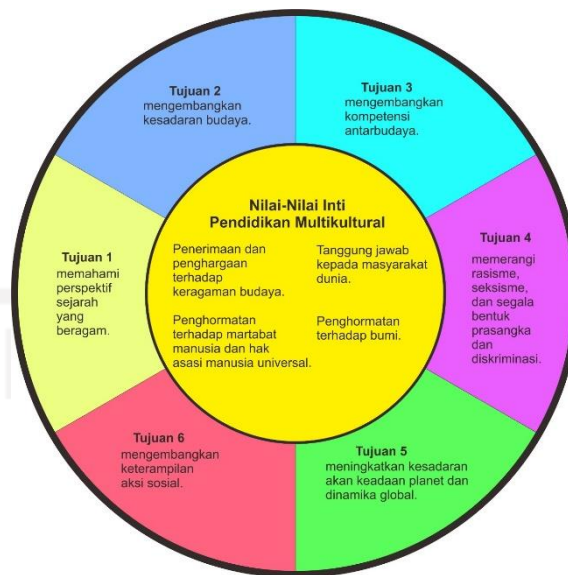 Tujuan 2
mengembangkan
kesadaran budaya.
Tujuan 3
mengembangkan
kompetensi
antarbudaya.
Nilai-Nilai Inti
Pendidikan Multikultural
Penerimaan dan
penghargaan
terhadap
keragaman budaya.
Tanggung jawab
kepada masyarakat
dunia.
Penghormatan
terhadap martabat
manusia dan hak
asasi manusia universal.
Penghormatan
terhadap bumi.
Tujuan 1
memahami
perspektif
sejarah
yang
beragam.
Tujuan 4
memerangi
rasisme,
seksisme,
dan segala
bentuk
prasangka
dan
diskriminasi.
Tujuan 6
mengembangkan
keterampilan
aksi sosial.
Tujuan 5
meningkatkan kesadaran
akan keadaan planet dan
dinamika global.